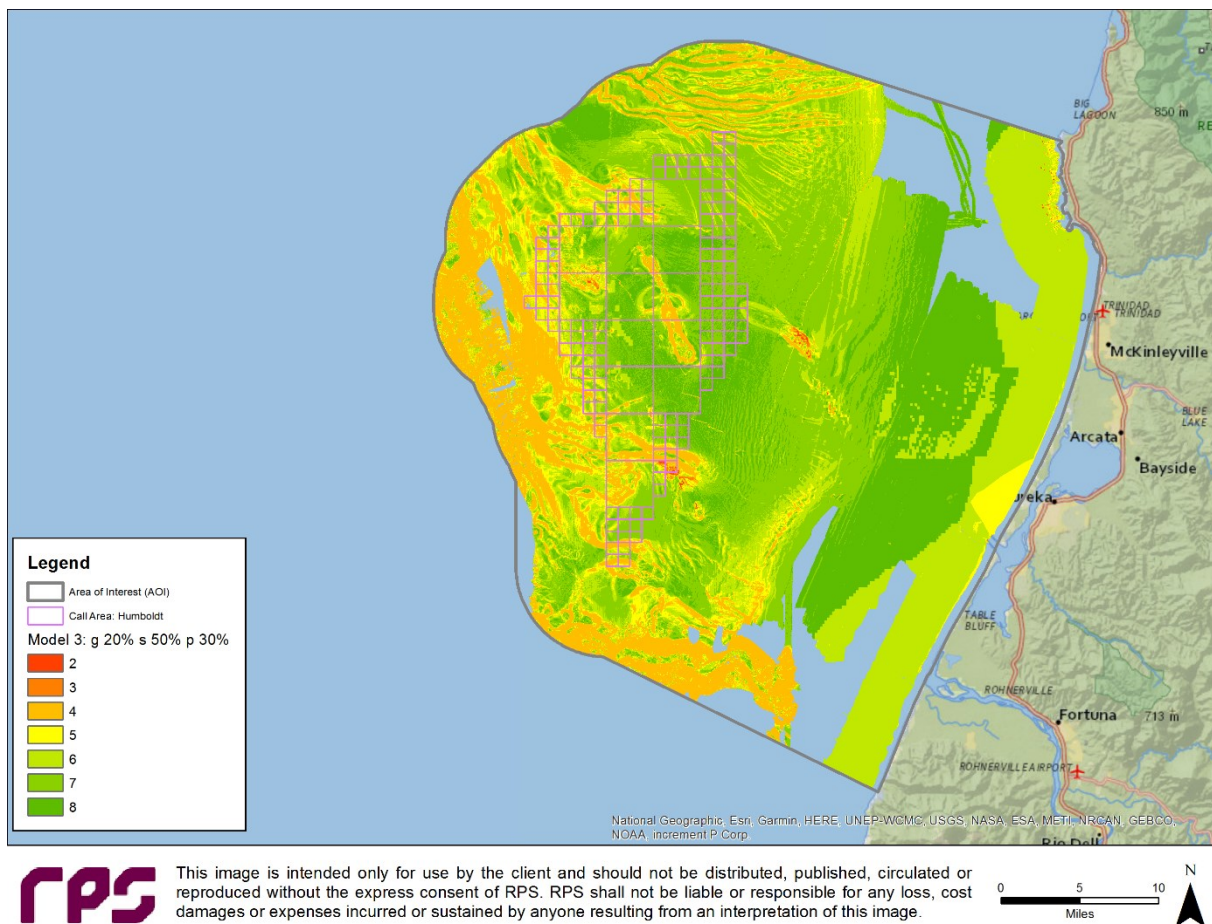 BIG
LAGOON
850 m
RE
TRINIDAD
TRINIDAD
McKinleyville
BLUE
LAKE
Arcata
Bayside
ureka
TABLE
BLUFF
ROHNERVILLE
Fortuna
713 m
ROHNERVILLEAIRPORT
Rio Dell
Legend
Area of Interest (AOI)
Call Area: Humboldt
Model 3: g 20% s 50% p 30%
2
3
4
5
6
7
8
National Geographic, Esri, Garmin, HERE, UNEP-WCMC, USGS, NASA, ESA, METI, NRCAN, GEBCO,
NOAA, increment P Corp.
rps
This image is intended only for use by the client and should not be distributed, published, circulated or
reproduced without the express consent of RPS. RPS shall not be liable or responsible for any loss, cost
damages or expenses incurred or sustained by anyone resulting from an interpretation of this image.
0 5 10
Miles
N